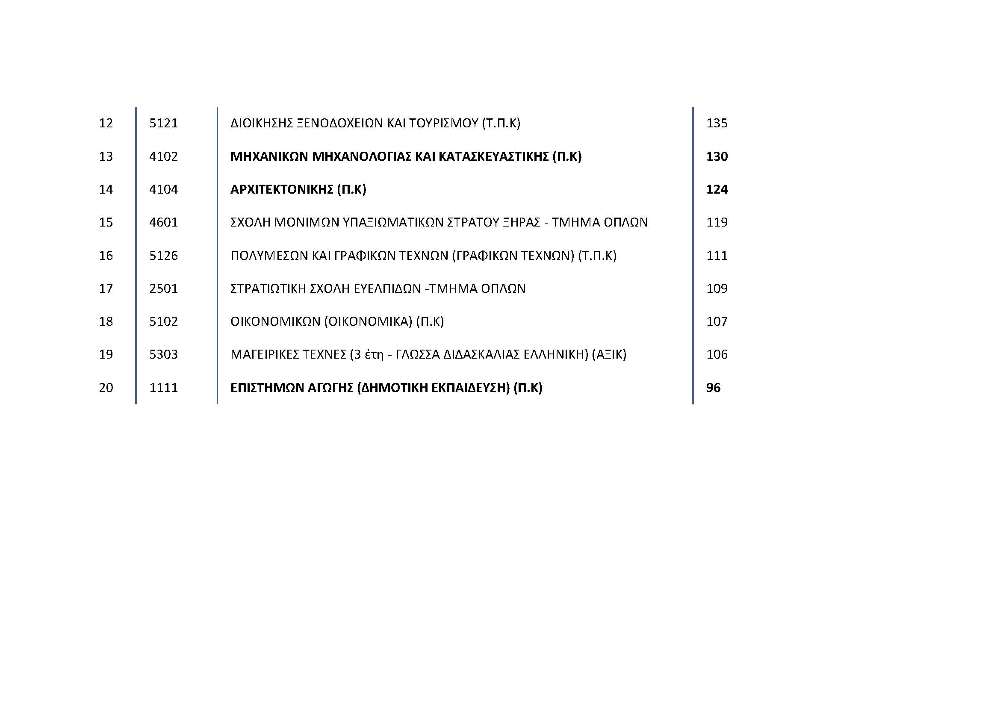 12 5121 ΔΙΟΙΚΗΣΗΣ ΞΕΝΟΔΟΧΕΙΩΝ ΚΑΙ ΤΟΥΡΙΣΜΟΥ (Τ.Π.Κ) 135
13 4102 ΜΗΧΑΝΙΚΩΝ ΜΗΧΑΝΟΛΟΓΙΑΣ ΚΑΙ ΚΑΤΑΣΚΕΥΑΣΤΙΚΗΣ (Π.Κ) 130
14 4104 ΑΡΧΙΤΕΚΤΟΝΙΚΗΣ (Π.Κ) 124
15 4601 ΣΧΟΛΗ ΜΟΝΙΜΩΝ ΥΠΑΞΙΩΜΑΤΙΚΩΝ ΣΤΡΑΤΟΥ ΞΗΡΑΣ - ΤΜΗΜΑ ΟΠΛΩΝ 119
16 5126 ΠΟΛΥΜΕΣΩΝ ΚΑΙ ΓΡΑΦΙΚΩΝ ΤΕΧΝΩΝ (ΓΡΑΦΙΚΩΝ ΤΕΧΝΩΝ) (Τ.Π.Κ) 111
17 2501 ΣΤΡΑΤΙΩΤΙΚΗ ΣΧΟΛΗ ΕΥΕΛΠΙΔΩΝ -ΤΜΗΜΑ ΟΠΛΩΝ 109
18 5102 ΟΙΚΟΝΟΜΙΚΩΝ (ΟΙΚΟΝΟΜΙΚΑ) (Π.Κ) 107
19 5303 ΜΑΓΕΙΡΙΚΕΣ ΤΕΧΝΕΣ (3 έτη - ΓΛΩΣΣΑ ΔΙΔΑΣΚΑΛΙΑΣ ΕΛΛΗΝΙΚΗ) (ΑΞΙΚ) 106
20 1111 ΕΠΙΣΤΗΜΩΝ ΑΓΩΓΗΣ (ΔΗΜΟΤΙΚΗ ΕΚΠΑΙΔΕΥΣΗ) (Π.Κ) 96